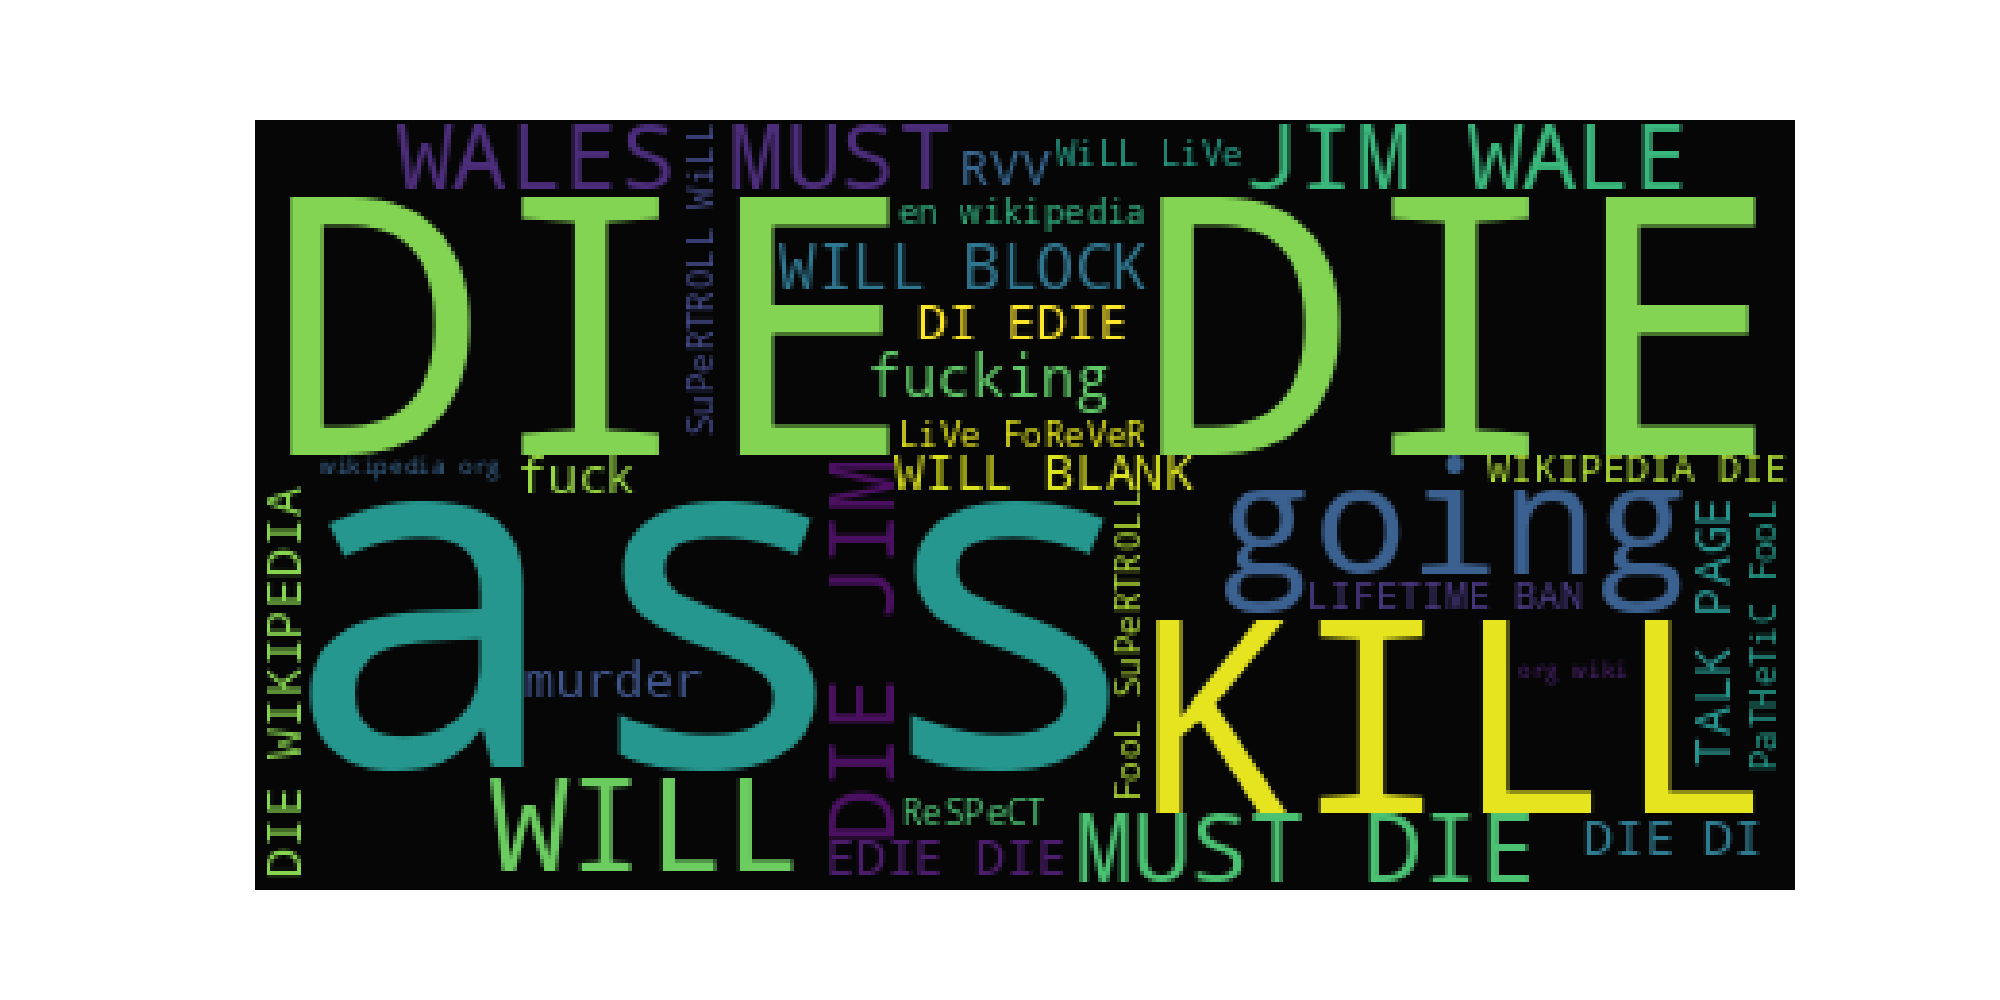 WALES MUST
RVV
WiLL LiVe
JIM WALE
SuPeRTROLL WiLL
DIE DIE
en wikipedia
WILL BLOCK
DI EDIE
fucking
LiVe FoReVeR
WILL BLANK
wikipedia org
fuck
WIKIPEDIA DIE
DIE WIKIPEDIA
ass
DIE JIM
FooL SuPeRTROLL
going
LIFETIME BAN
TALK PAGE
PaTHeTiC FooL
murder
KILL
org wiki
WILL
ReSPeCT
EDIE DIE
MUST DIE
DIE DI